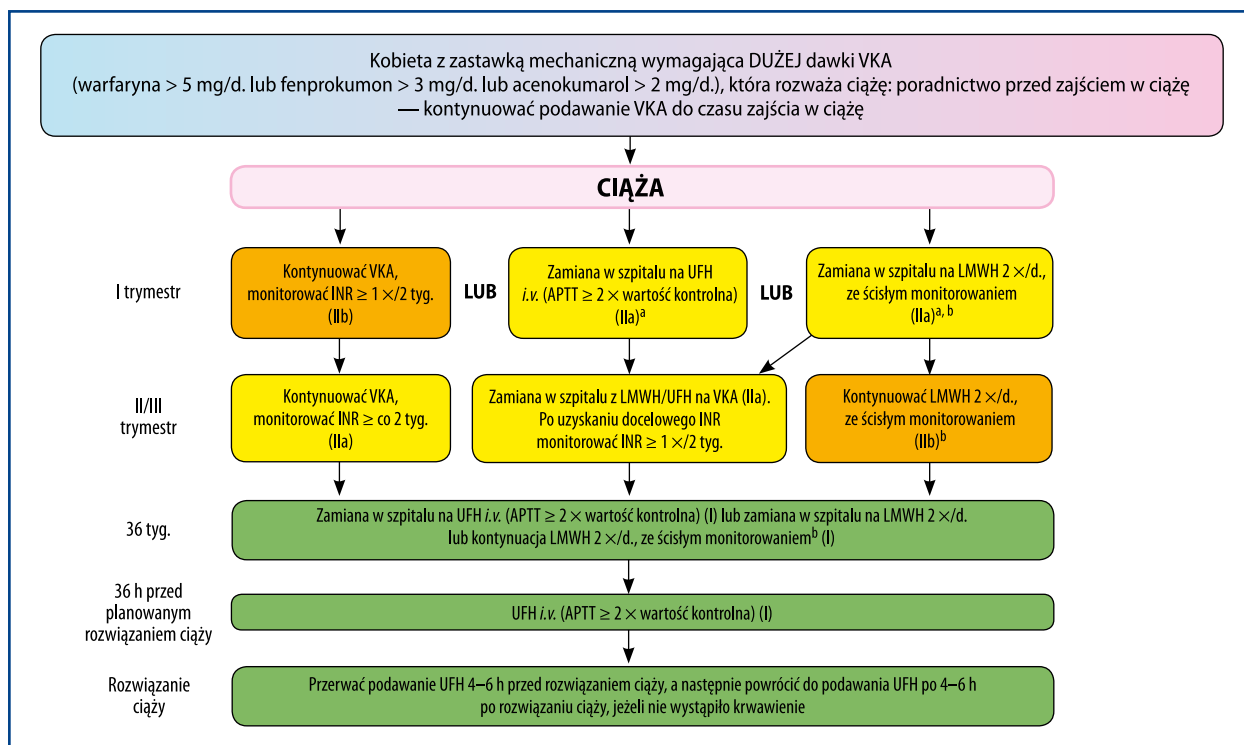 Kobieta z zastawką mechaniczną wymagająca DUŻEJ dawki VKA
(warfaryna > 5 mg/d. lub fenprokumon > 3 mg/d. lub acenokumarol > 2 mg/d.), która rozważa ciążę: poradnictwo przed zajściem w ciążę
— kontynuować podawanie VKA do czasu zajścia w ciążę
CIĄŻA
I trymestr
Kontynuować VKA,
monitorować INR ≥ 1 ×/2 tyg.
(IIb)
LUB
Zamiana w szpitalu na UFH
i.v. (APTT ≥ 2 × wartość kontrolna)
(IIa)a
LUB
Zamiana w szpitalu na LMWH 2 ×/d.,
ze ścisłym monitorowaniem
(IIa)a, b
II/III
trymestr
Kontynuować VKA,
monitorować INR ≥ co 2 tyg.
(IIa)
Zamiana w szpitalu z LMWH/UFH na VKA (IIa).
Po uzyskaniu docelowego INR
monitorować INR ≥ 1 ×/2 tyg.
Kontynuować LMWH 2 ×/d.,
ze ścisłym monitorowaniem
(IIb)b
36 tyg.
Zamiana w szpitalu na UFH i.v. (APTT ≥ 2 × wartość kontrolna) (I) lub zamiana w szpitalu na LMWH 2 ×/d.
lub kontynuacja LMWH 2 ×/d., ze ścisłym monitorowaniemb (I)
36 h przed
planowanym
rozwiązaniem ciąży
UFH i.v. (APTT ≥ 2 × wartość kontrolna) (I)
Rozwiązanie
ciąży
Przerwać podawanie UFH 4–6 h przed rozwiązaniem ciąży, a następnie powrócić do podawania UFH po 4–6 h
po rozwiązaniu ciąży, jeżeli nie wystąpiło krwawienie